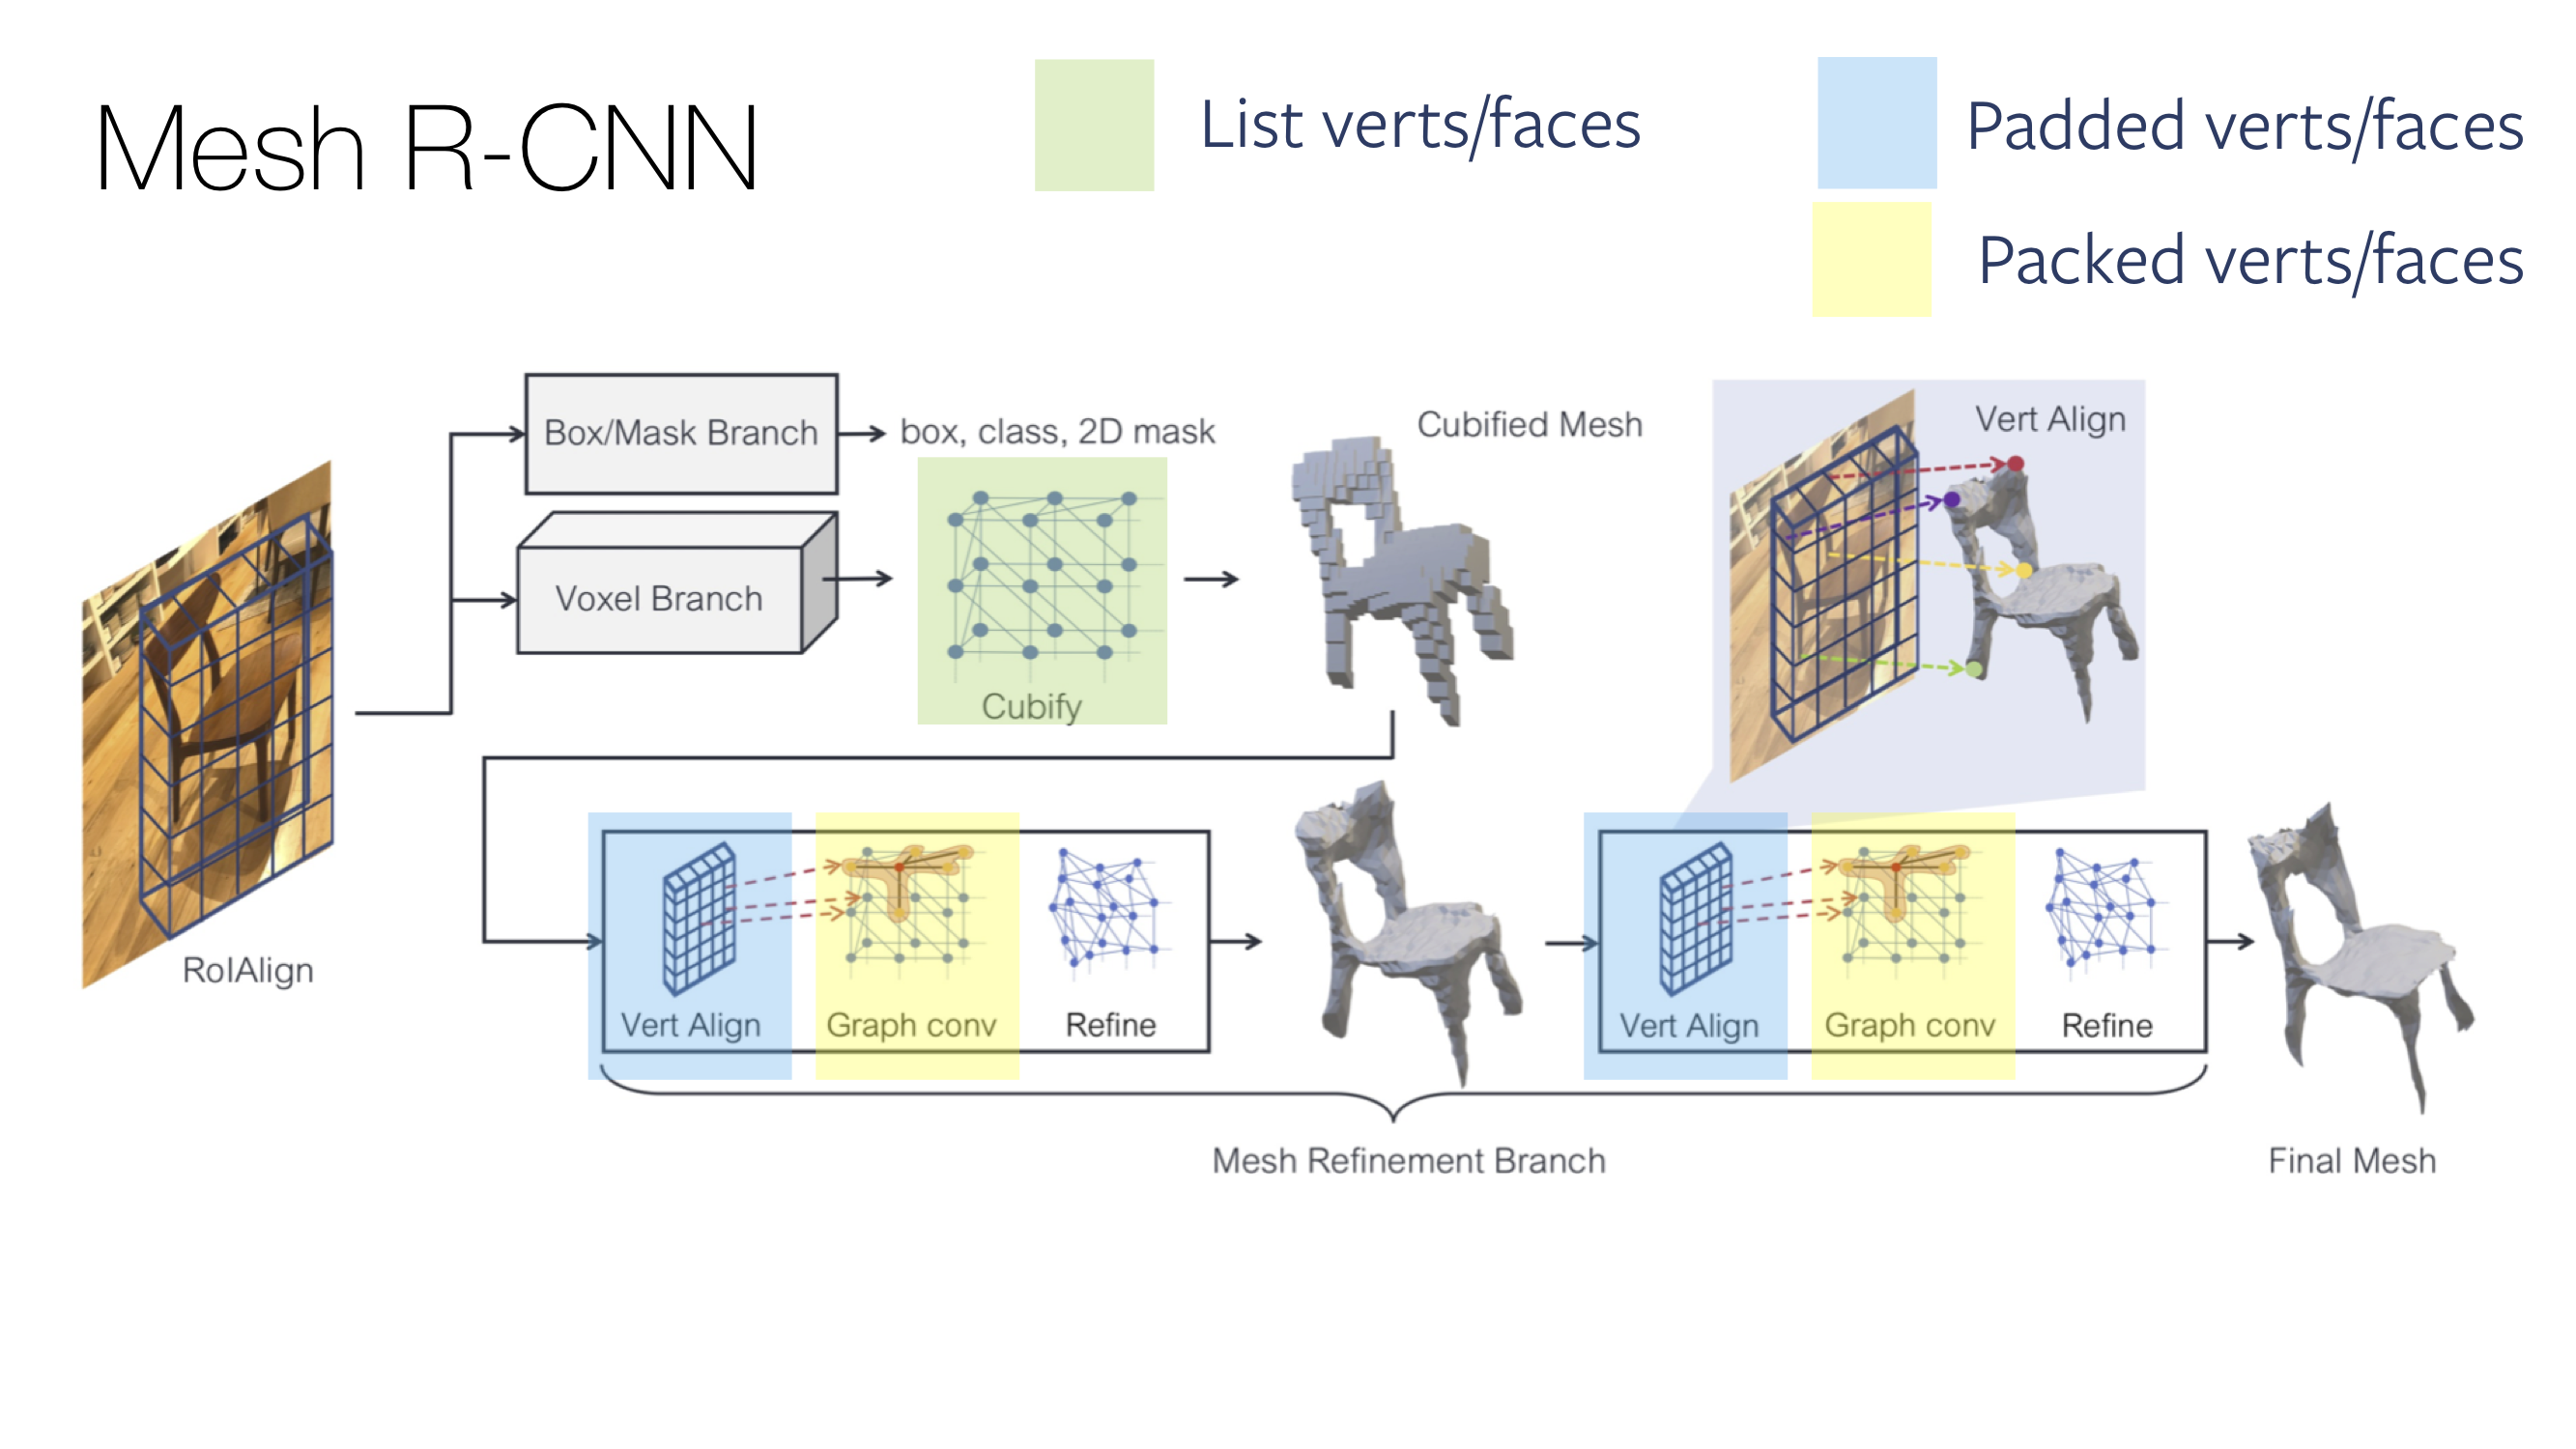 Mesh R-CNN
List verts/faces
Padded verts/faces
Packed verts/faces
Box/Mask Branch
box, class, 2D mask
Cubified Mesh
Vert Align
Voxel Branch
Cubify
RoIAlign
Vert Align
Graph conv
Refine
Vert Align
Graph conv
Refine
Mesh Refinement Branch
Final Mesh